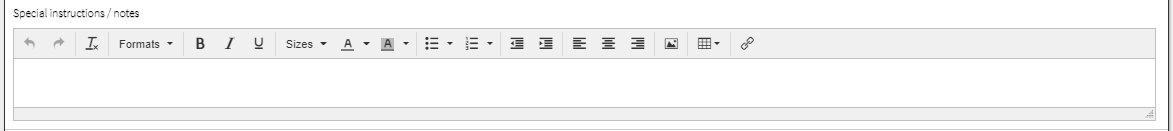 Special instructions / notes
Formats B I U Sizes A A